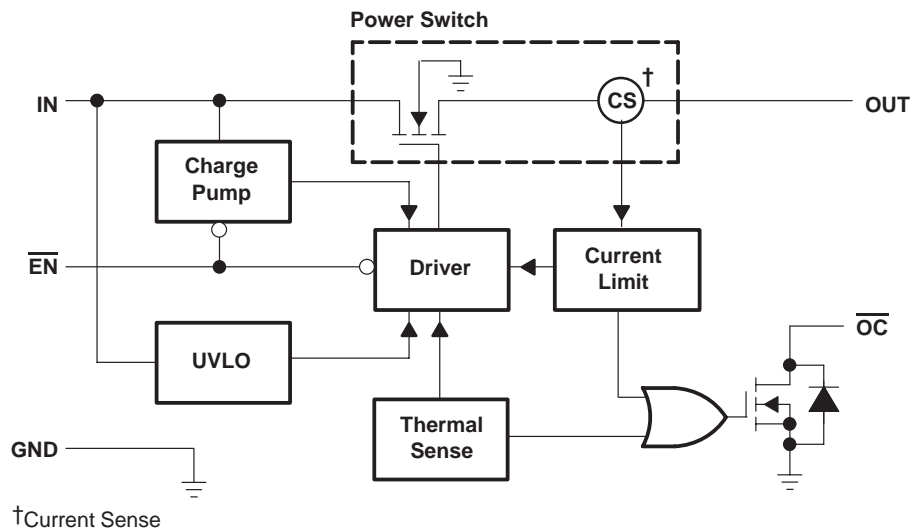 Power Switch
†
IN
CS
OUT
Charge
Pump
EN
Driver
Current
Limit
OC
UVLO
Thermal
Sense
GND
†Current Sense